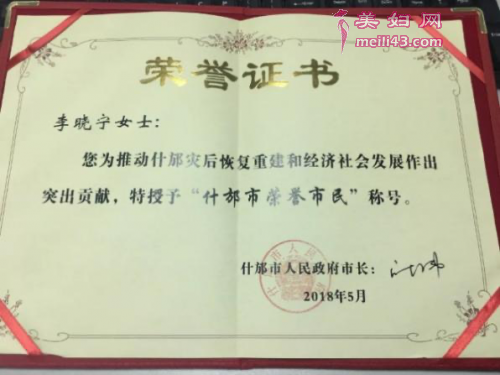 美妇网
meili43.com
荣誉证书
李晓宁女士:
您为推动什邡灾后恢复重建和经济社会发展作出
突出贡献，特授予“什邡市荣誉市民”称号。
什邡市人民政府市长:
2018年5月